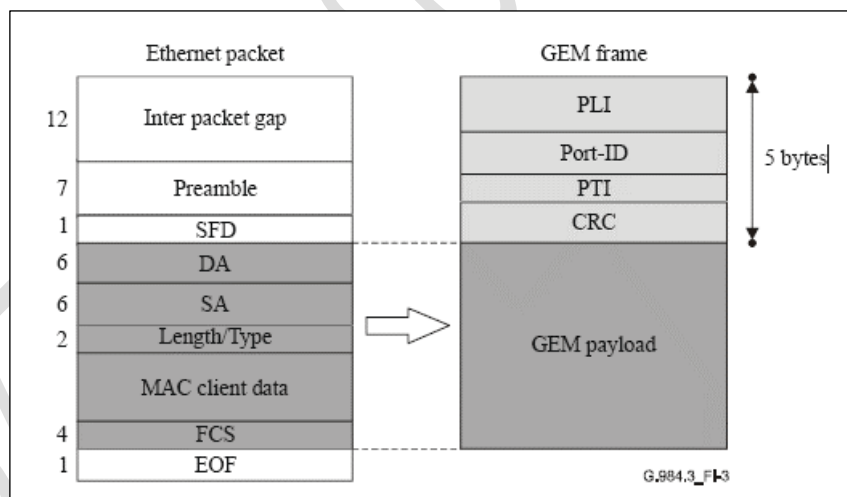 Ethernet packet
GEM frame
12
Inter packet gap
7
Preamble
1
SFD
6
DA
6
SA
2
Length/Type
MAC client data
4
FCS
1
EOF
PLI
Port-ID
PTI
CRC
5 bytes
GEM payload
G.984.3_FI-3